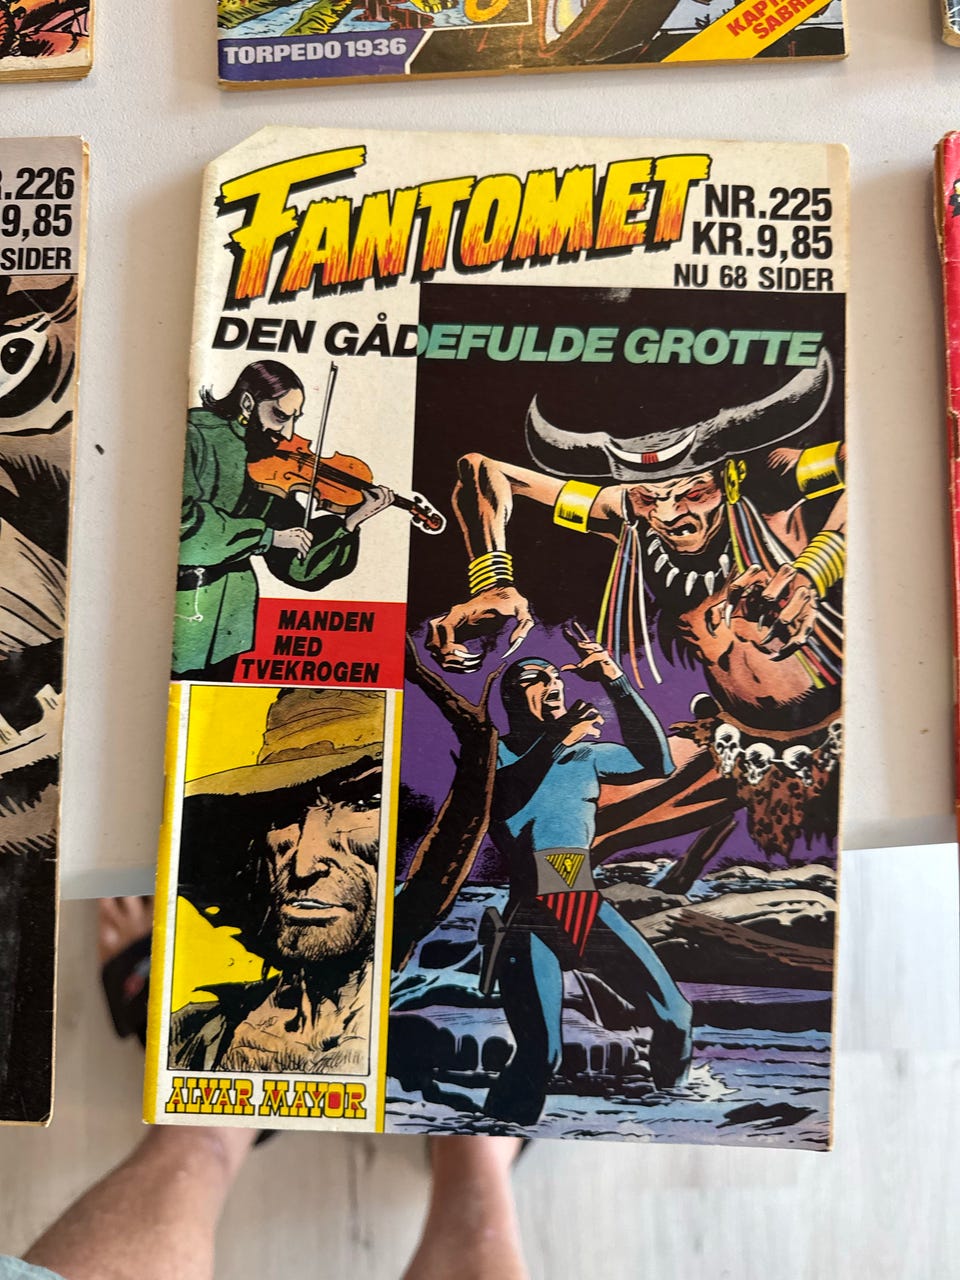 TORPEDO 1936
226
9,85
SIDER
FANTOMET
NR.225
KR.9,85
NU 68 SIDER
DEN GÅDEFULDE GROTTE
MANDEN
MED
TVEKROGEN
ALVAR MAYOR